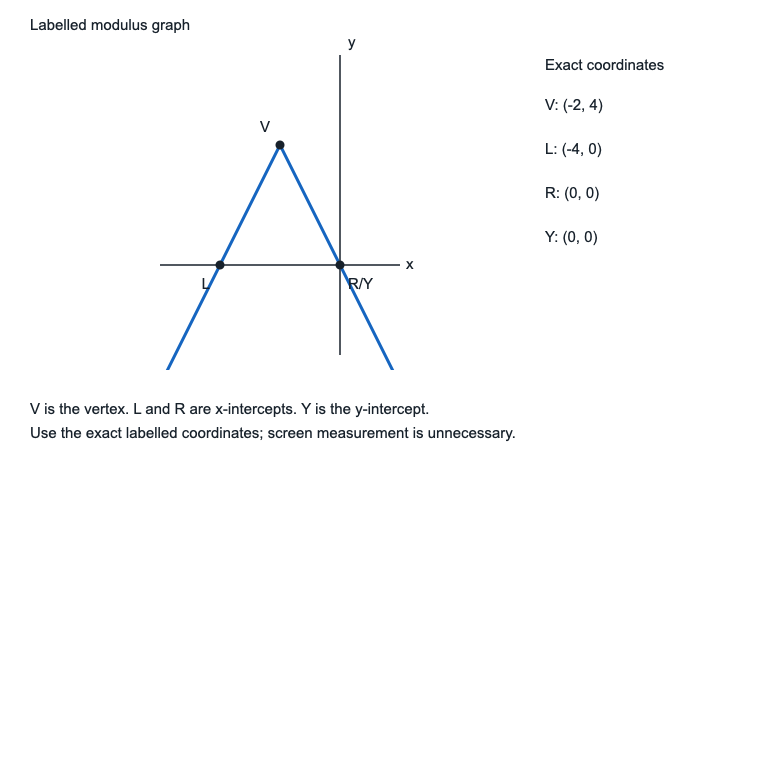 Labelled modulus graph
y
Exact coordinates
V: (-2, 4)
V
L: (-4, 0)
R: (0, 0)
Y: (0, 0)
x
L
R/Y
V is the vertex. L and R are x-intercepts. Y is the y-intercept.
Use the exact labelled coordinates; screen measurement is unnecessary.